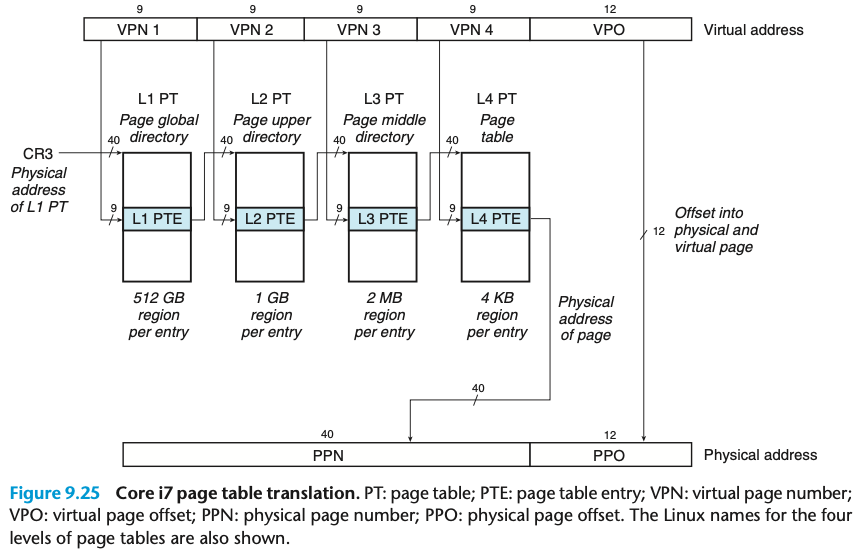 9 9 9 9 12
VPN 1 VPN 2 VPN 3 VPN 4 VPO Virtual address
L1 PT L2 PT L3 PT L4 PT
Page global Page upper Page middle Page
directory directory directory table
40 40 40 40
CR3
Physical
address
of L1 PT
9 L1 PTE 9 L2 PTE 9 L3 PTE 9 L4 PTE
12
Offset into
physical and
virtual page
512 GB 1 GB 2 MB 4 KB
region region region region
per entry per entry per entry per entry
Physical
address
of page
40
40 12
PPN PPO Physical address
Figure 9.25 Core i7 page table translation. PT: page table; PTE: page table entry; VPN: virtual page number;
VPO: virtual page offset; PPN: physical page number; PPO: physical page offset. The Linux names for the four
levels of page tables are also shown.